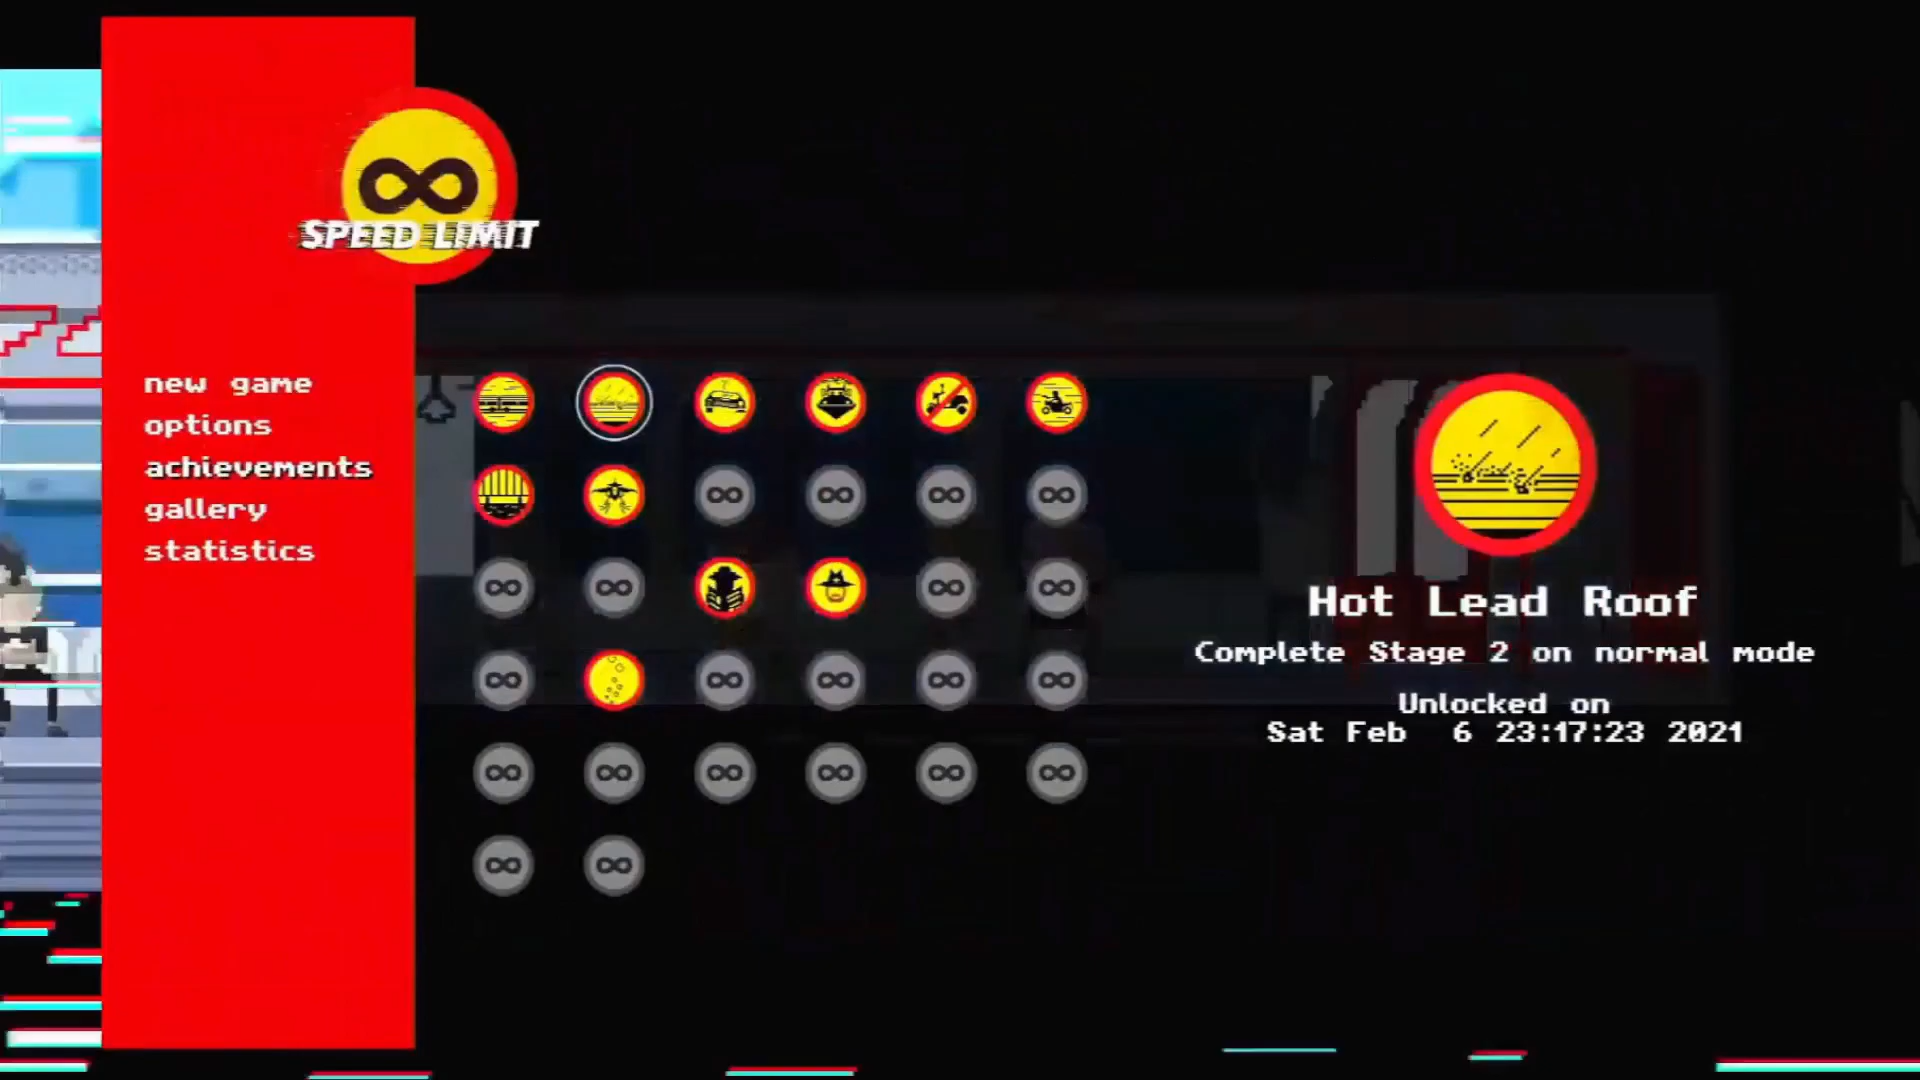 SPEED LIMIT
new game
options
achievements
gallery
statistics
Hot Lead Roof
Complete Stage 2 on normal mode
Unlocked on
Sat Feb 6 23:17:23 2021